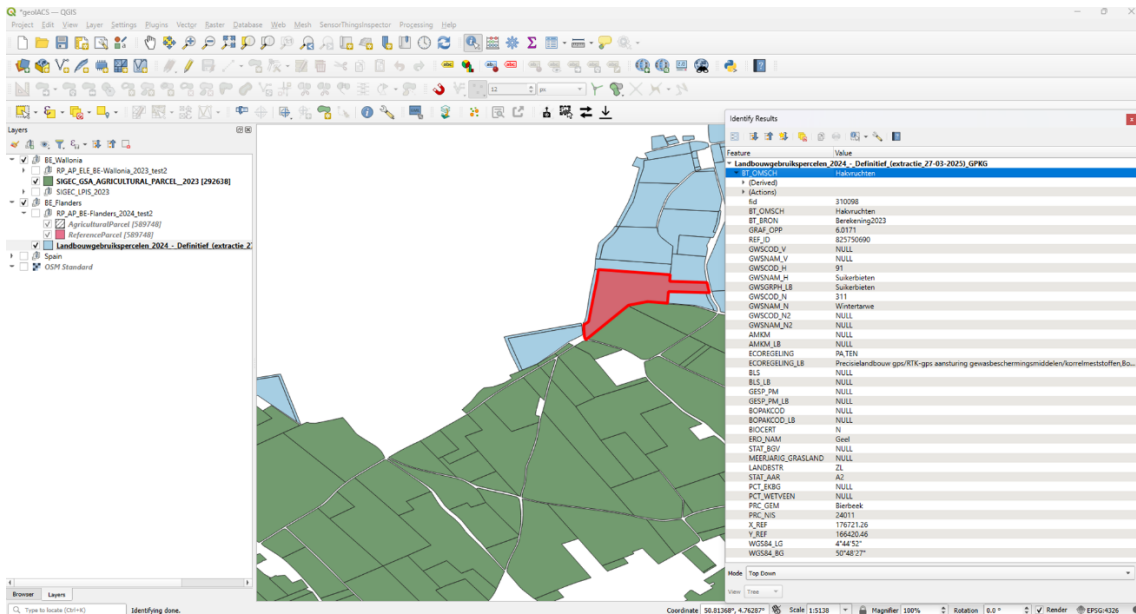 *geoIACS — QGIS
Project Edit View Layer Settings Plugins Vector Raster Database Web Mesh SensorThingsInspector Processing Help
12 px
Layers
BE_Wallonia
RP_AP_ELE_BE-Wallonia_2023_test2
SIGEC_GSA_AGRICULTURAL_PARCEL__2023 [292638]
SIGEC_LPIS_2023
BE_Flanders
RP_AP_BE-Flanders_2024_test2
AgriculturalParcel [589748]
ReferenceParcel [589748]
Landbouwgebruikspercelen_2024_-_Definitief_(extractie_27
Spain
OSM Standard
Browser Layers
Identify Results
Feature Value
Landbouwgebruikspercelen_2024_-_Definitief_(extractie_27-03-2025)_GPKG
BT_OMSCH Hakvruchten
(Derived)
(Actions)
fid 310098
BT_OMSCH Hakvruchten
BT_BRON Berekening2023
GRAF_OPP 6.0171
REF_ID 825750690
GWSCOD_V NULL
GWSNAM_V NULL
GWSCOD_H 91
GWSNAM_H Suikerbieten
GWSGRPH_LB Suikerbieten
GWSCOD_N 311
GWSNAM_N Wintertarwe
GWSCOD_N2 NULL
GWSNAM_N2 NULL
AMKM NULL
AMKM_LB NULL
ECOREGELING PA,TEN
ECOREGELING_LB Precisielandbouw gps/RTK-gps aansturing gewasbeschermingsmiddelen/korrelmeststoffen,Bo...
BLS NULL
BLS_LB NULL
GESP_PM NULL
GESP_PM_LB NULL
BOPAKCOD NULL
BOPAKCOD_LB NULL
BIOCERT N
ERO_NAM Geel
STAT_BGV NULL
MEERJARIG_GRASLAND NULL
LANDBSTR ZL
STAT_AAR A2
PCT_EKBG NULL
PCT_WETVEEN NULL
PRC_GEM Bierbeek
PRC_NIS 24011
X_REF 176721.26
Y_REF 166420.46
WGS84_LG 4°44'52"
WGS84_BG 50°48'27"
Mode Top Down
View Tree
Type to locate (Ctrl+K) Identifying done. Coordinate 50.81368°, 4.76287° Scale 1:5138 Magnifier 100% Rotation 0.0 ° Render EPSG:4326